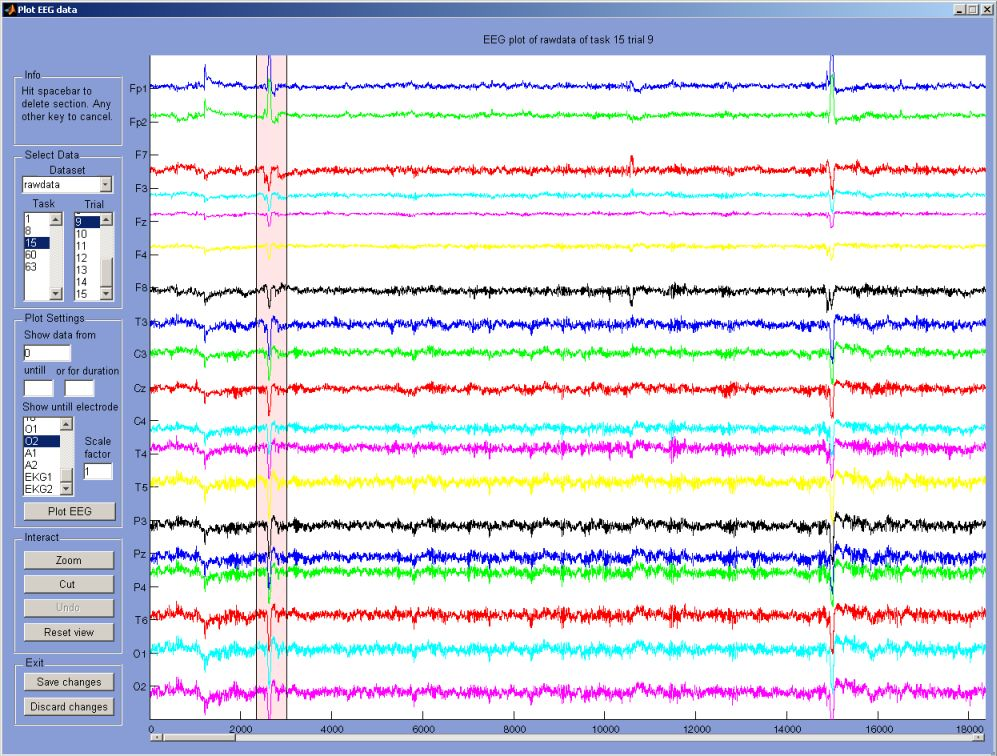 Plot EEG data
EEG plot of rawdata of task 15 trial 9
Info
Hit spacebar to
delete section. Any
other key to cancel.
Select Data
Dataset
rawdata
Task
Trial
1
8
15
60
63
9
10
11
12
13
14
15
Plot Settings
Show data from
0
untill or for duration
Show untill electrode
O1
O2
A1
A2
EKG1
EKG2
Scale
factor
1
Plot EEG
Interact
Zoom
Cut
Undo
Reset view
Exit
Save changes
Discard changes
Fp1
Fp2
F7
F3
Fz
F4
F8
T3
C3
Cz
C4
T4
T5
P3
Pz
P4
T6
O1
O2
0 2000 4000 6000 8000 10000 12000 14000 16000 18000